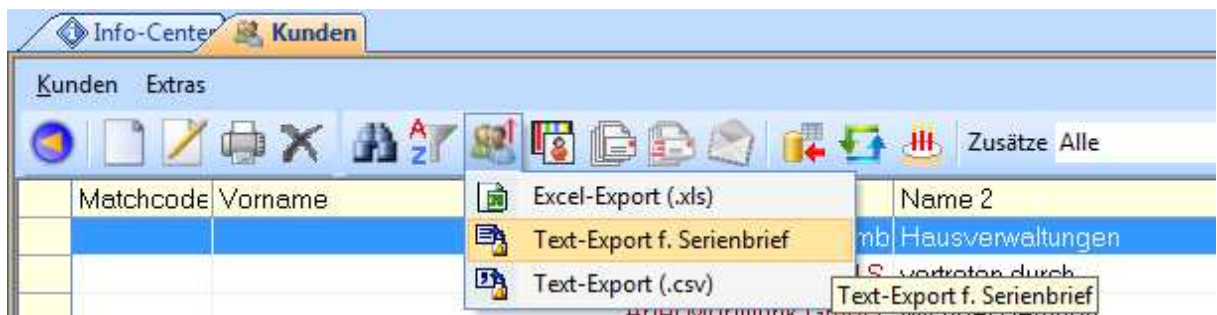 Info-Center Kunden
Kunden Extras
Zusätze Alle
Matchcode Vorname Name 2
Excel-Export (.xls)
Text-Export f. Serienbrief
Hausverwaltungen
Text-Export (.csv)
vertreten durch
Text-Export f. Serienbrief